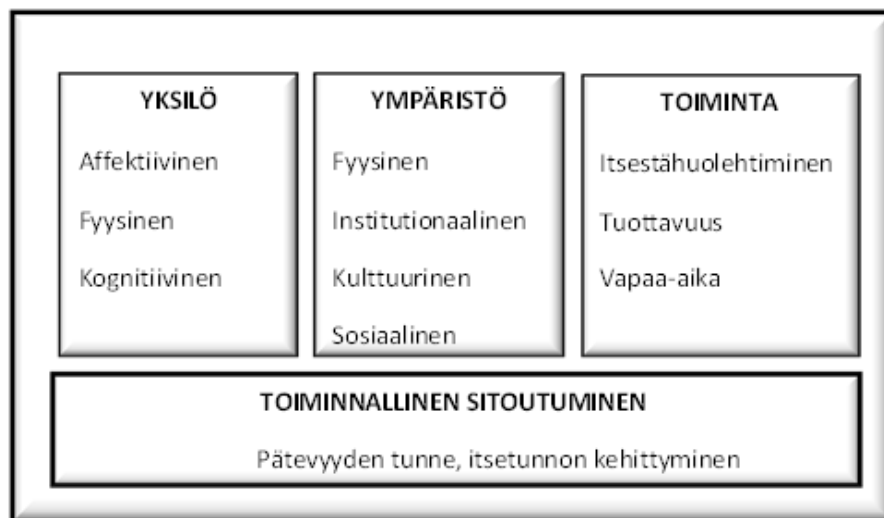 YKSILÖ
Affektiivinen
Fyysinen
Kognitiivinen
YMPÄRISTÖ
Fyysinen
Institutionaalinen
Kulttuurinen
Sosiaalinen
TOIMINTA
Itsestähuolehtiminen
Tuottavuus
Vapaa-aika
TOIMINNALLINEN SITOUTUMINEN
Pätevyyden tunne, itsetunnon kehittyminen